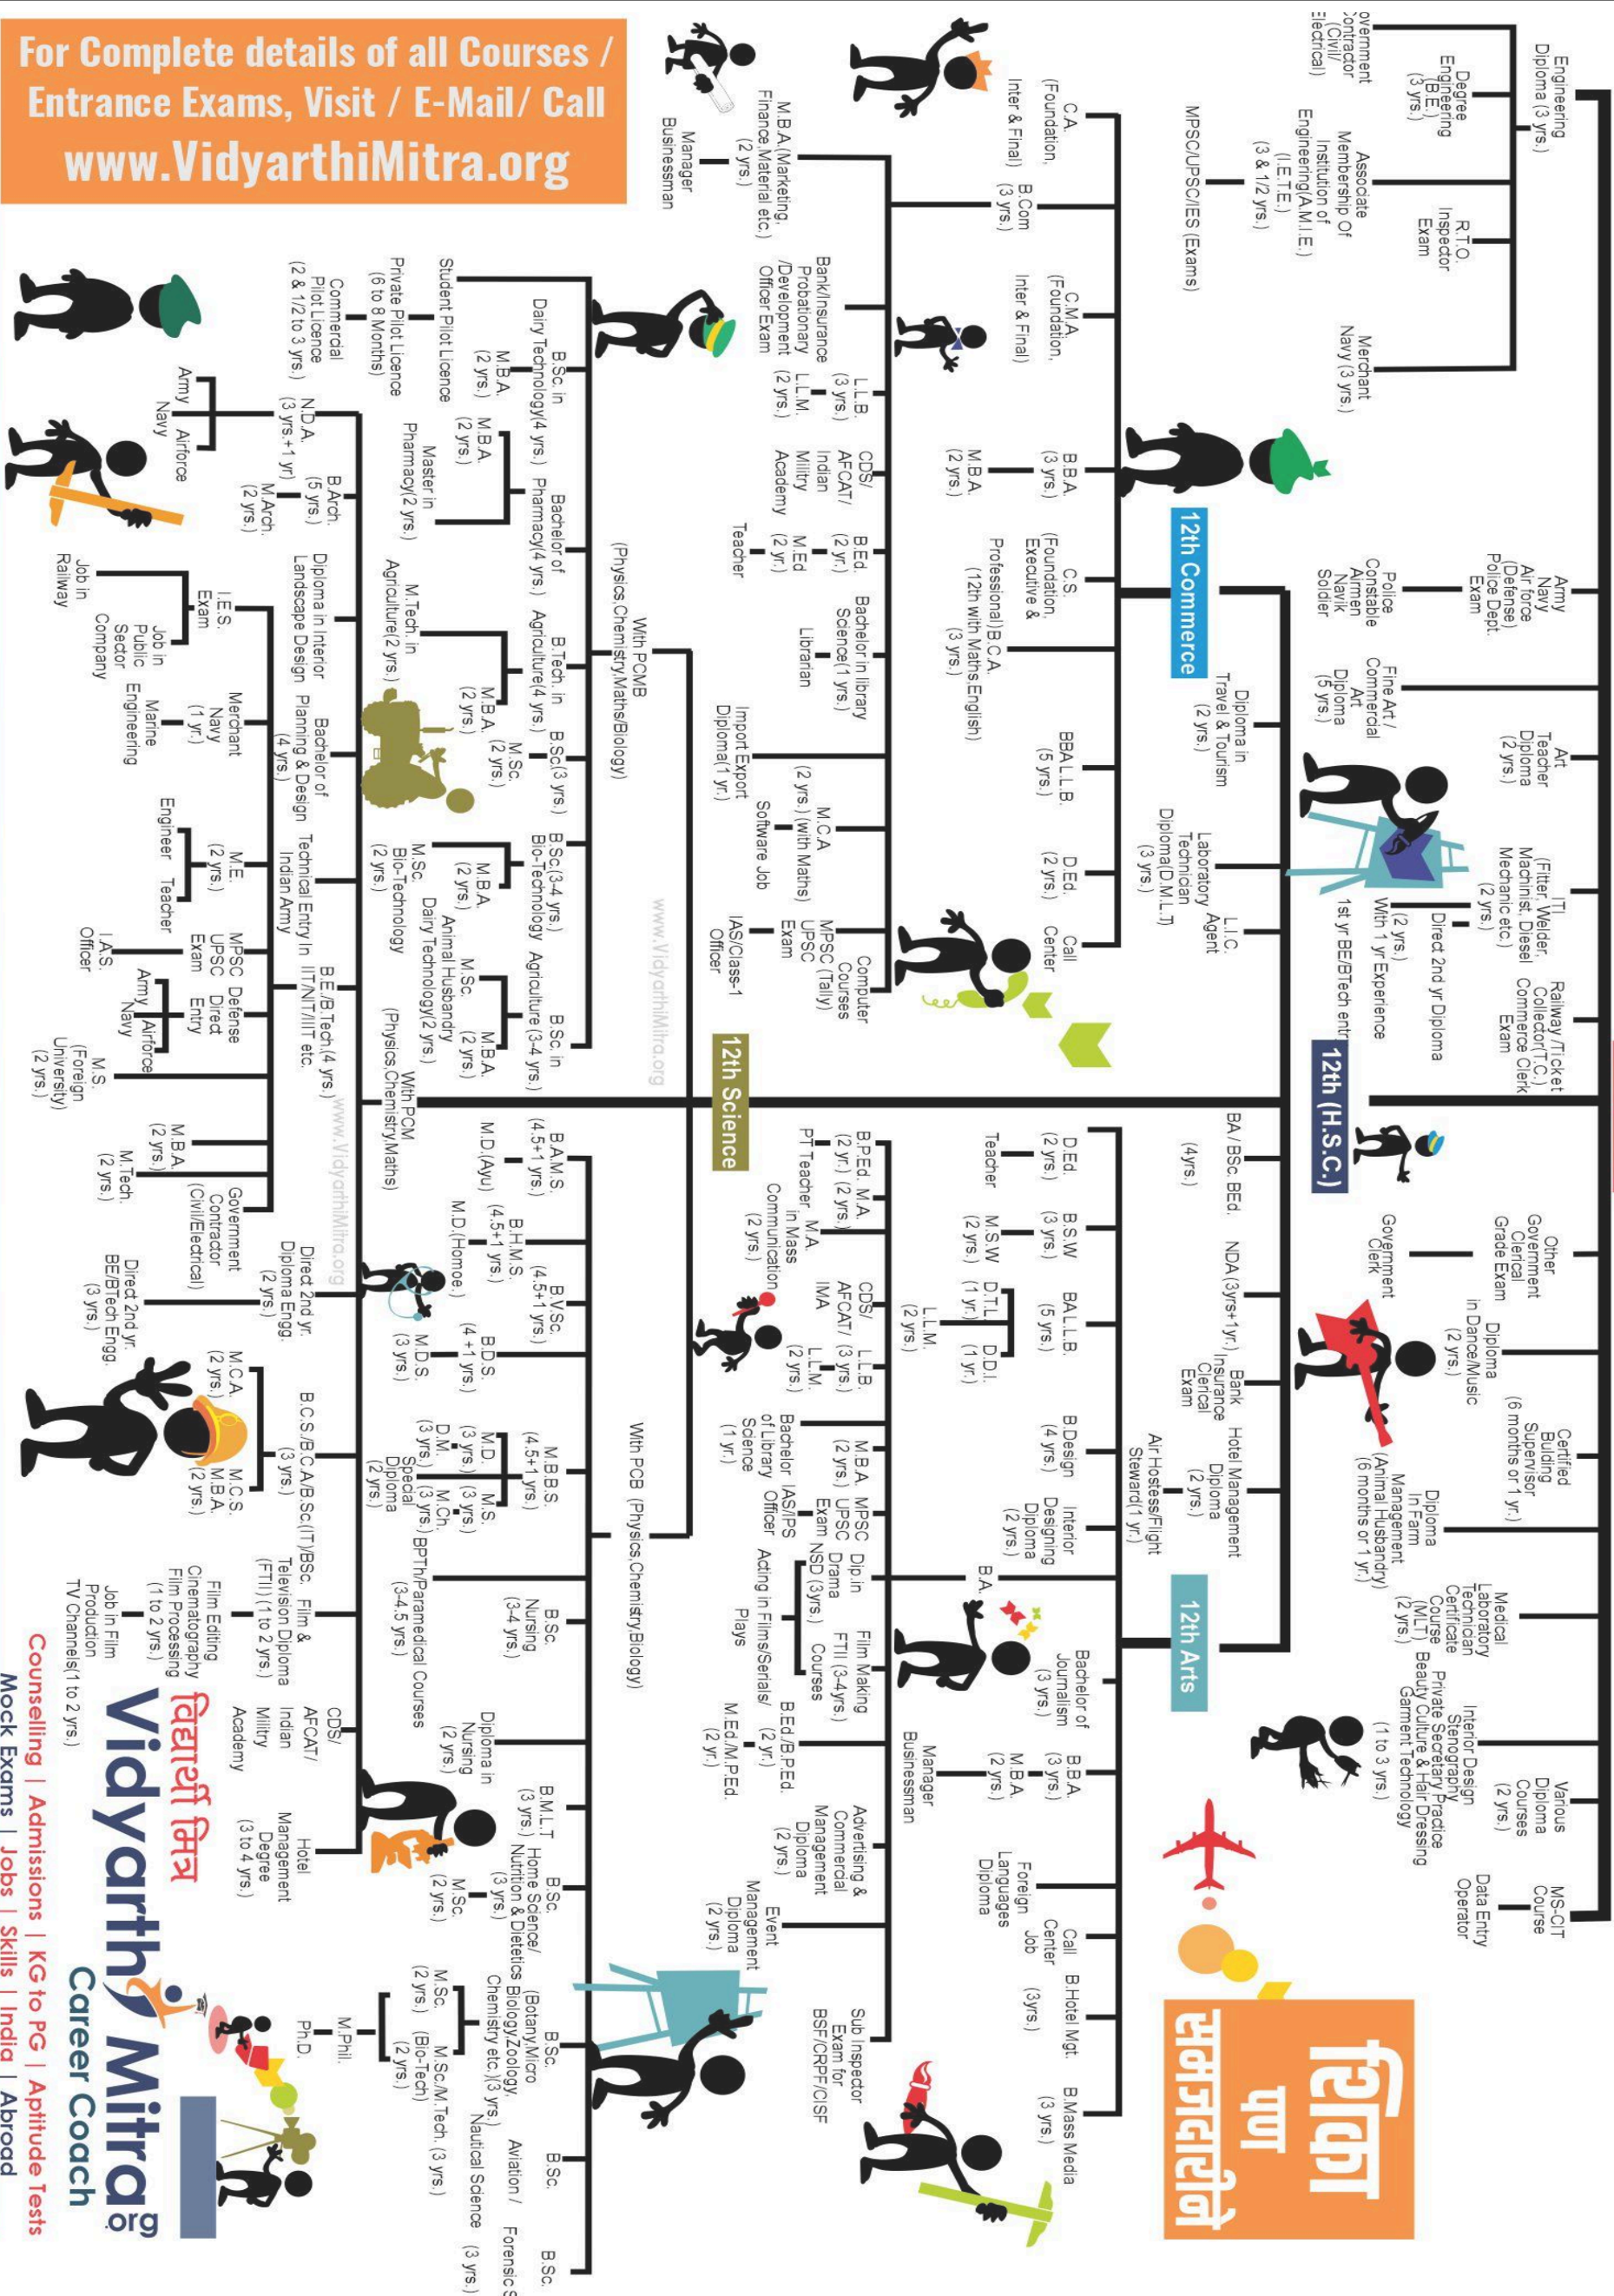 For Complete details of all Courses /
Entrance Exams, Visit / E-Mail/ Call
www.VidyarthiMitra.org
शिका
पण
समजदारीने
Engineering
Diploma (3 yrs.)
Degree
Engineering
(B.E)
(3 yrs.)
Associate
Membership Of
Institution of
Engineering(A.M.I.E.)
(I.E.T.E.)
(3 & 1/2 yrs.)
MPSC/UPSC/IES (Exams)
R.T.O.
Inspector
Exam
Merchant
Navy (3 yrs.)
(Civil/
Electrical)
Army
Navy
Air force
(Defense)
Police Dept.
Exam
Police
Constable
Airmen
Navik
Soldier
Fine Art /
Commercial
Art
Diploma
(5 yrs.)
Art
Teacher
Diploma
(2 yrs.)
ITI
(Fitter, Welder,
Machinist, Diesel
Mechanic etc.)
(2 yrs.)
Direct 2nd yr Diploma
(2 yrs.)
With 1 yr Experience
1st yr BE/BTech entr
Railway /Ticket
Collector(T.C.)
Commerce Clerk
Exam
12th (H.S.C.)
Other
Government
Clerical
Grade Exam
Government
Clerk
Diploma
in Dance/Music
(2 yrs.)
Certified
Building
Supervisor
(6 months or 1 yr.)
Diploma
In Farm
Management
(Animal Husbandry)
(6 months or 1 yr.)
Medical
Laboratory
Technician
Certificate
Course
(MLT)
(2 yrs.)
Interior Design
Stenography
Private Secretary Practice
Beauty Culture & Hair Dressing
Garment Technology
(1 to 3 yrs.)
Various
Diploma
Courses
(2 yrs.)
MS-CIT
Course
Data Entry
Operator
12th Commerce
Diploma in
Travel & Tourism
(2 yrs.)
Laboratory
Technician
Diploma(D.M.L.T)
(3 yrs.)
L.I.C.
Agent
BA / BSc. BEd.
(4yrs.)
NDA (3yrs+1yr.)
Bank
Insurance
Clerical
Exam
Hotel Management
Diploma
(2 yrs.)
Air Hostess/Flight
Steward(1 yr.)
12th Arts
C.A.
(Foundation,
Inter & Final)
B.Com
(3 yrs.)
C.M.A.
(Foundation,
Inter & Final)
B.B.A.
(3 yrs.)
M.B.A.
(2 yrs.)
C.S.
(Foundation,
Executive &
Professional)
B.C.A.
(12th with Maths,English)
(3 yrs.)
BBA L.L.B.
(5 yrs.)
D.Ed.
(2 yrs.)
Call
Center
M.B.A.(Marketing,
Finance,Material etc.)
(2 yrs.)
Manager
Businessman
Bank/Insurance
Probationary
/Development
Officer Exam
L.L.B.
(3 yrs.)
L.L.M.
(2 yrs.)
CDS/
AFCAT/
Indian
Militry
Academy
B.Ed.
(2 yr.)
M.Ed
(2 yr.)
Teacher
Bachelor in library
Science(1 yrs.)
Librarian
Import Export
Diploma(1 yr.)
M.C.A
(2 yrs.) (with Maths)
Software Job
Computer
Courses
(Tally)
MPSC
UPSC
Exam
IAS/Class-1
Officer
D.Ed.
(2 yrs.)
Teacher
B.S.W
(3 yrs.)
M.S.W
(2 yrs.)
BA L.L.B.
(5 yrs.)
D.T.L.
(1 yr.)
D.D.I.
(1 yr.)
L.L.M.
(2 yrs.)
B.Design
(4 yrs.)
Interior
Designing
Diploma
(2 yrs.)
B.A.
Bachelor of
Journalism
(3 yrs.)
B.B.A.
(3 yrs.)
M.B.A.
(2 yrs.)
Manager
Businessman
Foreign
Languages
Diploma
Call
Center
Job
B.Hotel Mgt.
(3yrs.)
B.Mass Media
(3 yrs.)
B.P.Ed.
(2 yr.)
PT Teacher
M.A.
(2 yrs.)
M.A.
in Mass
Communication
(2 yrs.)
CDS/
AFCAT/
IMA
L.L.B.
(3 yrs.)
L.L.M.
(2 yrs.)
Bachelor
of Library
Science
(1 yr.)
M.B.A.
(2 yrs.)
MPSC
UPSC
Exam
IAS/IPS
Officer
Dip.in
Drama
NSD (3yrs.)
Film Making
FTII (3-4yrs.)
Courses
Acting in Films/Serials/
Plays
B.Ed./B.P.Ed.
(2 yr.)
M.Ed./M.P.Ed.
(2 yr.)
Advertising &
Commercial
Management
Diploma
(2 yrs.)
Event
Management
Diploma
(2 yrs.)
Sub Inspector
Exam for
BSF/CRPF/CISF
12th Science
www.VidyarthiMitra.org
With PCMB
(Physics,Chemistry,Maths/Biology)
Student Pilot Licence
Private Pilot Licence
(6 to 8 Months)
Commercial
Pilot Licence
(2 & 1/2 to 3 yrs.)
B.Sc. in
Dairy Technology(4 yrs.)
M.B.A.
(2 yrs.)
Bachelor of
Pharmacy(4 yrs.)
M.B.A.
(2 yrs.)
Master in
Pharmacy(2 yrs.)
B.Tech. in
Agriculture(4 yrs.)
M.Tech. in
Agriculture(2 yrs.)
M.B.A.
(2 yrs.)
B.Sc.(3 yrs.)
M.Sc.
(2 yrs.)
B.Sc.(3-4 yrs.)
Bio-Technology
M.B.A.
(2 yrs.)
M.Sc.
Bio-Technology
(2 yrs.)
B.Sc. in
Agriculture (3-4 yrs.)
M.Sc.
Animal Husbandry
Dairy Technology(2 yrs.)
M.B.A.
(2 yrs.)
With PCB (Physics,Chemistry,Biology)
B.A.M.S.
(4.5+1 yrs.)
M.D.(Ayu)
B.H.M.S.
(4.5+1 yrs.)
M.D.(Homoe.)
B.V.Sc.
(4.5+1 yrs.)
B.D.S.
(4 +1 yrs.)
M.D.S.
(3 yrs.)
M.B.B.S.
(4.5+1 yrs.)
M.D.
(3 yrs.)
M.S.
(3 yrs.)
D.M.
(3 yrs.)
M.Ch.
(3 yrs.)
Special
Diploma
(2 yrs.)
BPTh/Paramedical Courses
(3-4.5 yrs.)
B.Sc.
Nursing
(3-4 yrs.)
Diploma in
Nursing
(2 yrs.)
B.M.L.T
(3 yrs.)
B.Sc.
Home Science/
Nutrition & Dietetics
(3 yrs.)
M.Sc.
(2 yrs.)
B.Sc.
(Botany,Micro
Biology,Zoology,
Chemistry etc.)(3 yrs.)
M.Sc.
(2 yrs.)
M.Sc./M.Tech. (3 yrs.)
(Bio-Tech)
(2 yrs.)
M.Phil.
Ph.D.
B.Sc.
Aviation /
Nautical Science (3 yrs.)
B.Sc.
Forensic S
With PCM
(Physics,Chemistry,Maths)
N.D.A.
(3 yrs.+1 yr)
Army
Navy
Airforce
B.Arch.
(5 yrs.)
M.Arch.
(2 yrs.)
Diploma in Interior
Landscape Design
Bachelor of
Planning & Design
(4 yrs.)
Technical Entry In
Indian Army
B.E./B.Tech.(4 yrs.)
IIT/NIT/IIIT etc.
I.E.S.
Exam
Job in
Railway
Job in
Public
Sector
Company
Merchant
Navy
(1 yr.)
Marine
Engineering
M.E.
(2 yrs.)
Engineer
Teacher
MPSC
UPSC
Exam
I.A.S.
Officer
Defense
Direct
Entry
Army
Navy
Airforce
M.S.
(Foreign
University)
(2 yrs.)
M.B.A.
(2 yrs.)
M.Tech.
(2 yrs.)
Government
Contractor
(Civil/Electrical)
www.VidyarthiMitra.org
Direct 2nd yr.
Diploma Engg.
(2 yrs.)
Direct 2nd yr.
BE/BTech Engg.
(3 yrs.)
B.C.S./B.C.A/B.Sc.(IT)/BSc.
(3 yrs.)
M.C.A.
(2 yrs.)
M.C.S.
M.B.A.
(2 yrs.)
Film &
Television Diploma
(FTII) (1 to 2 yrs.)
Film Editing
Cinematography
Film Processing
(1 to 2 yrs.)
Job in Film
Production
TV Channels(1 to 2 yrs.)
CDS/
AFCAT/
Indian
Militry
Academy
Hotel
Management
Degree
(3 to 4 yrs.)
विद्यार्थी मित्र
Vidyarthi Mitra.org
Career Coach
Counselling | Admissions | KG to PG | Aptitude Tests
Mock Exams | Jobs | Skills | India | Abroad